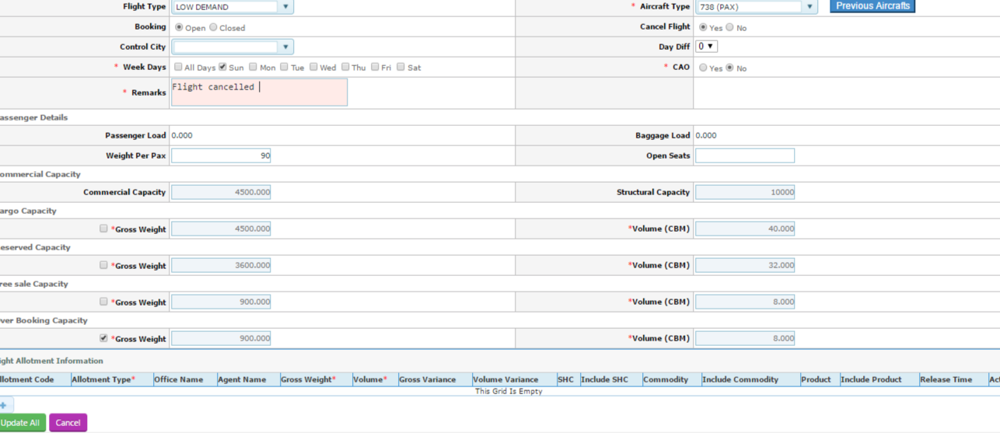 Flight Type LOW DEMAND * Aircraft Type 738 (PAX) Previous Aircrafts
Booking Open Closed Cancel Flight Yes No
Control City Day Diff 0
* Week Days All Days Sun Mon Tue Wed Thu Fri Sat * CAO Yes No
* Remarks Flight cancelled
assenger Details
Passenger Load 0.000 Baggage Load 0.000
Weight Per Pax 90 Open Seats
ommercial Capacity
Commercial Capacity 4500.000 Structural Capacity 10000
argo Capacity
*Gross Weight 4500.000 *Volume (CBM) 40.000
eserved Capacity
*Gross Weight 3600.000 *Volume (CBM) 32.000
ree sale Capacity
*Gross Weight 900.000 *Volume (CBM) 8.000
ver Booking Capacity
*Gross Weight 900.000 *Volume (CBM) 8.000
ight Allotment Information
llotment Code Allotment Type* Office Name Agent Name Gross Weight* Volume* Gross Variance Volume Variance SHC Include SHC Commodity Include Commodity Product Include Product Release Time Act
This Grid Is Empty
+
Update All Cancel